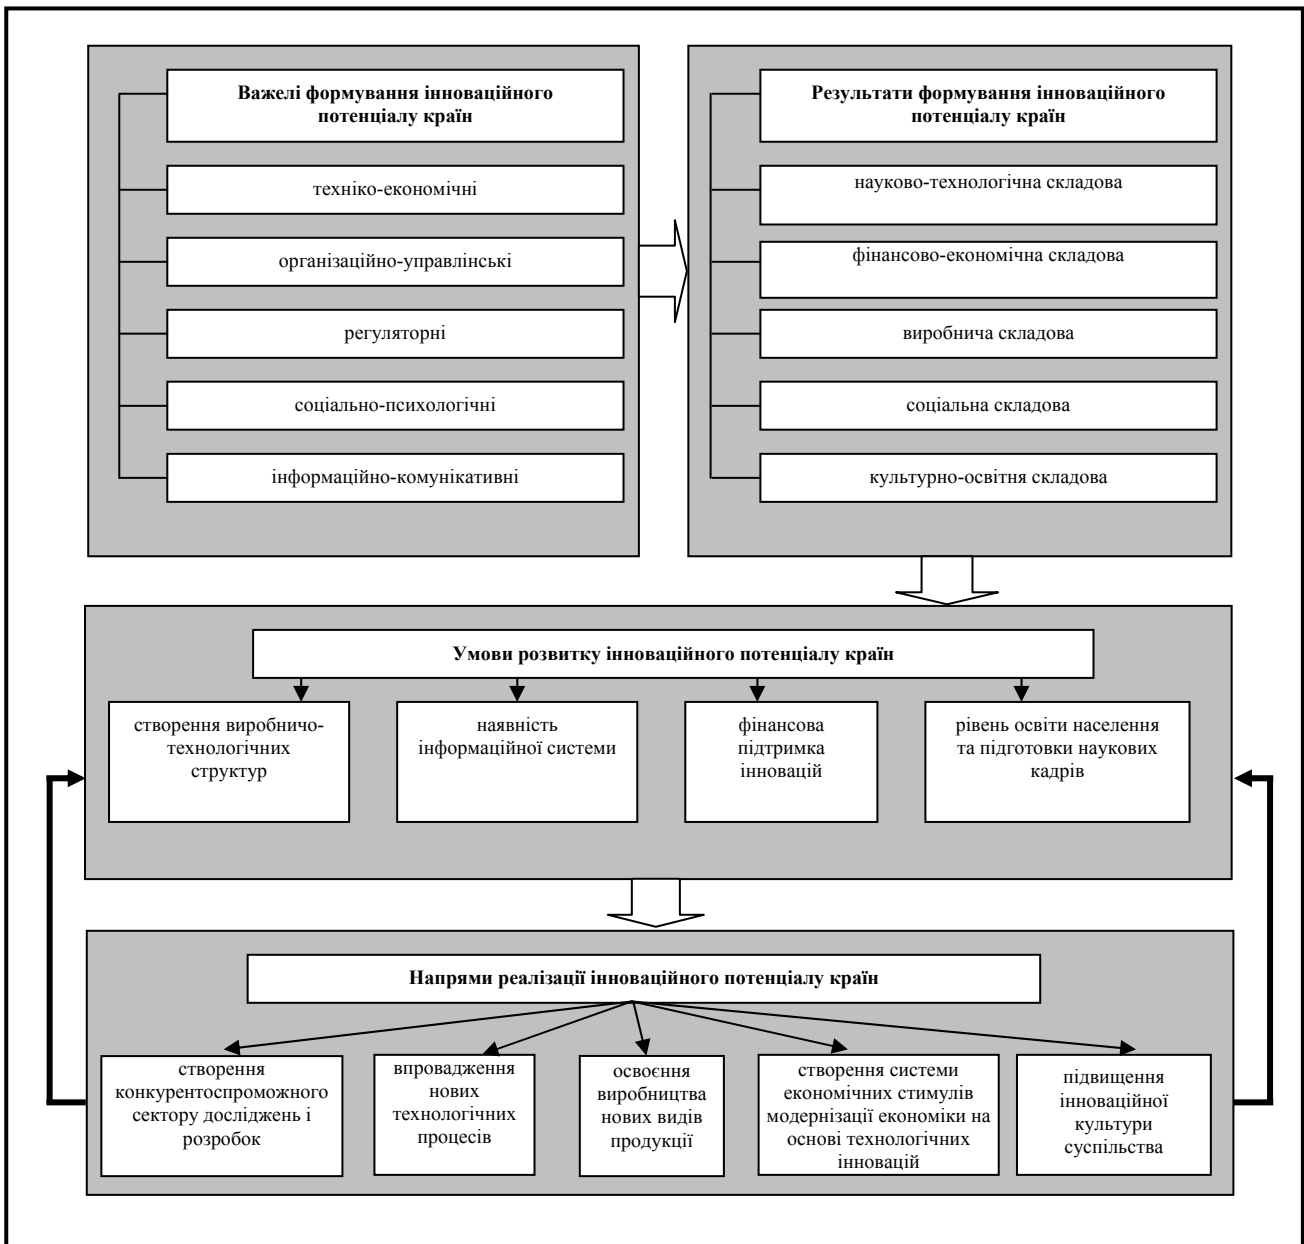 Важелі формування інноваційного
потенціалу країн
техніко-економічні
організаційно-управлінські
регуляторні
соціально-психологічні
інформаційно-комунікативні
Результати формування інноваційного
потенціалу країн
науково-технологічна складова
фінансово-економічна складова
виробнича складова
соціальна складова
культурно-освітня складова
Умови розвитку інноваційного потенціалу країн
створення виробничо-
технологічних
структур
наявність
інформаційної системи
фінансова
підтримка
інновацій
рівень освіти населення
та підготовки наукових
кадрів
Напрями реалізації інноваційного потенціалу країн
створення
конкурентоспроможного
сектору досліджень і
розробок
впровадження
нових
технологічних
процесів
освоєння
виробництва
нових видів
продукції
створення системи
економічних стимулів
модернізації економіки на
основі технологічних
інновацій
підвищення
інноваційної
культури
суспільства